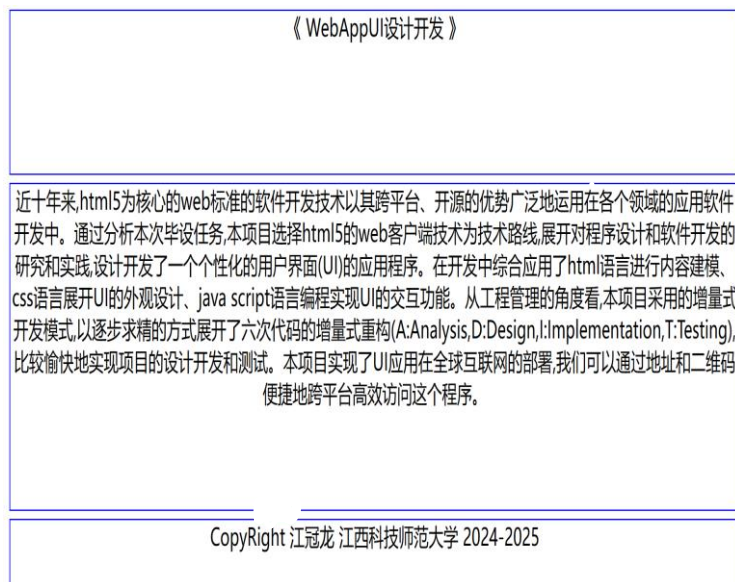 《 WebAppUI设计开发 》
近十年来,html5为核心的web标准的软件开发技术以其跨平台、开源的优势广泛地运用在各个领域的应用软件
开发中。通过分析本次毕设任务,本项目选择html5的web客户端技术为技术路线,展开对程序设计和软件开发的
研究和实践,设计开发了一个个性化的用户界面(UI)的应用程序。在开发中综合应用了html语言进行内容建模、
css语言展开UI的外观设计、java script语言编程实现UI的交互功能。从工程管理的角度看,本项目采用的增量式
开发模式,以逐步求精的方式展开了六次代码的增量式重构(A:Analysis,D:Design,I:Implementation,T:Testing),
比较愉快地实现项目的设计开发和测试。本项目实现了UI应用在全球互联网的部署,我们可以通过地址和二维码
便捷地跨平台高效访问这个程序。
CopyRight 江冠龙 江西科技师范大学 2024-2025